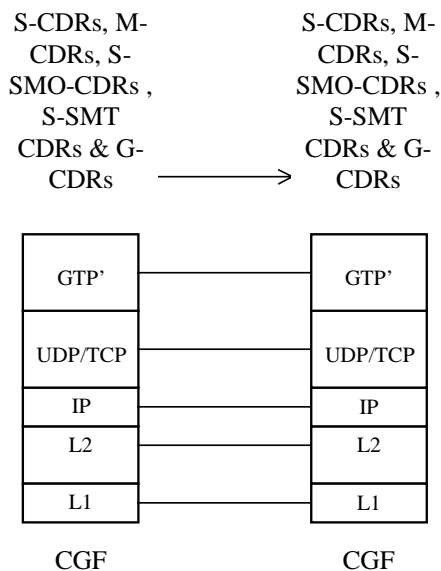 S-CDRs, M-
CDRs, S-
SMO-CDRs ,
S-SMT
CDRs & G-
CDRs
S-CDRs, M-
CDRs, S-
SMO-CDRs ,
S-SMT
CDRs & G-
CDRs
GTP’
UDP/TCP
IP
L2
L1
CGF
GTP’
UDP/TCP
IP
L2
L1
CGF